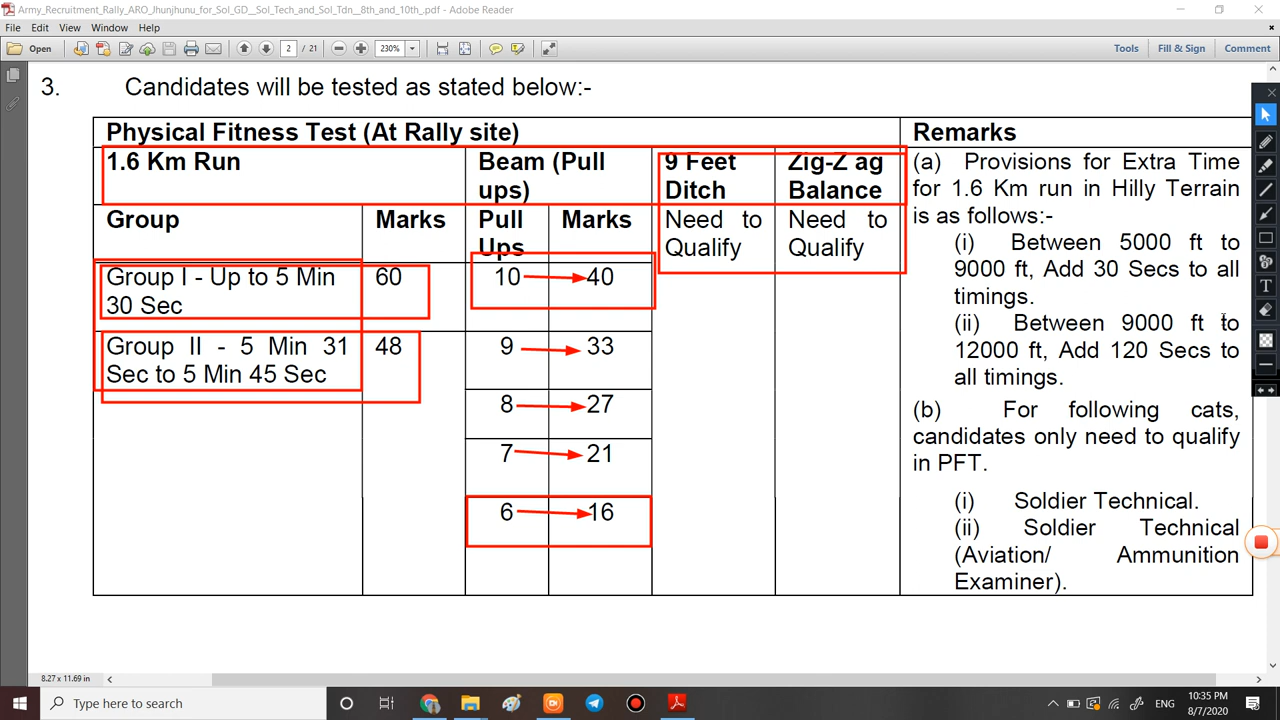 Army_Recruitment_Rally_ARO_Jhunjhunu_for_Sol_GD__Sol_Tech_and_Sol_Tdn__8th_and_10th_.pdf - Adobe Reader
File Edit View Window Help
Open 2 / 21 230% Tools Fill & Sign Comment
3. Candidates will be tested as stated below:-
Physical Fitness Test (At Rally site) Remarks
1.6 Km Run
Beam (Pull
ups)
9 Feet
Ditch
Zig-Z ag
Balance
Group Marks
Pull
Ups
Marks
Need to
Qualify
Need to
Qualify
Group I - Up to 5 Min
30 Sec
60
10 40
Group II - 5 Min 31
Sec to 5 Min 45 Sec
48
9 33
8 27
7 21
6 16
(a) Provisions for Extra Time
for 1.6 Km run in Hilly Terrain
is as follows:-
(i) Between 5000 ft to
9000 ft, Add 30 Secs to all
timings.
(ii) Between 9000 ft to
12000 ft, Add 120 Secs to
all timings.
(b) For following cats,
candidates only need to qualify
in PFT.
(i) Soldier Technical.
(ii) Soldier Technical
(Aviation/ Ammunition
Examiner).
8.27 x 11.69 in
Type here to search
ENG
10:35 PM
8/7/2020